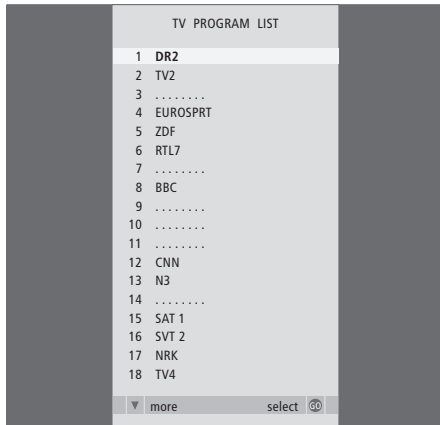 TV PROGRAM LIST
1 DR2
2 TV2
3 ........
4 EUROSPRT
5 ZDF
6 RTL7
7 ........
8 BBC
9 ........
10 ........
11 ........
12 CNN
13 N3
14 ........
15 SAT 1
16 SVT 2
17 NRK
18 TV4
▼ more select GO